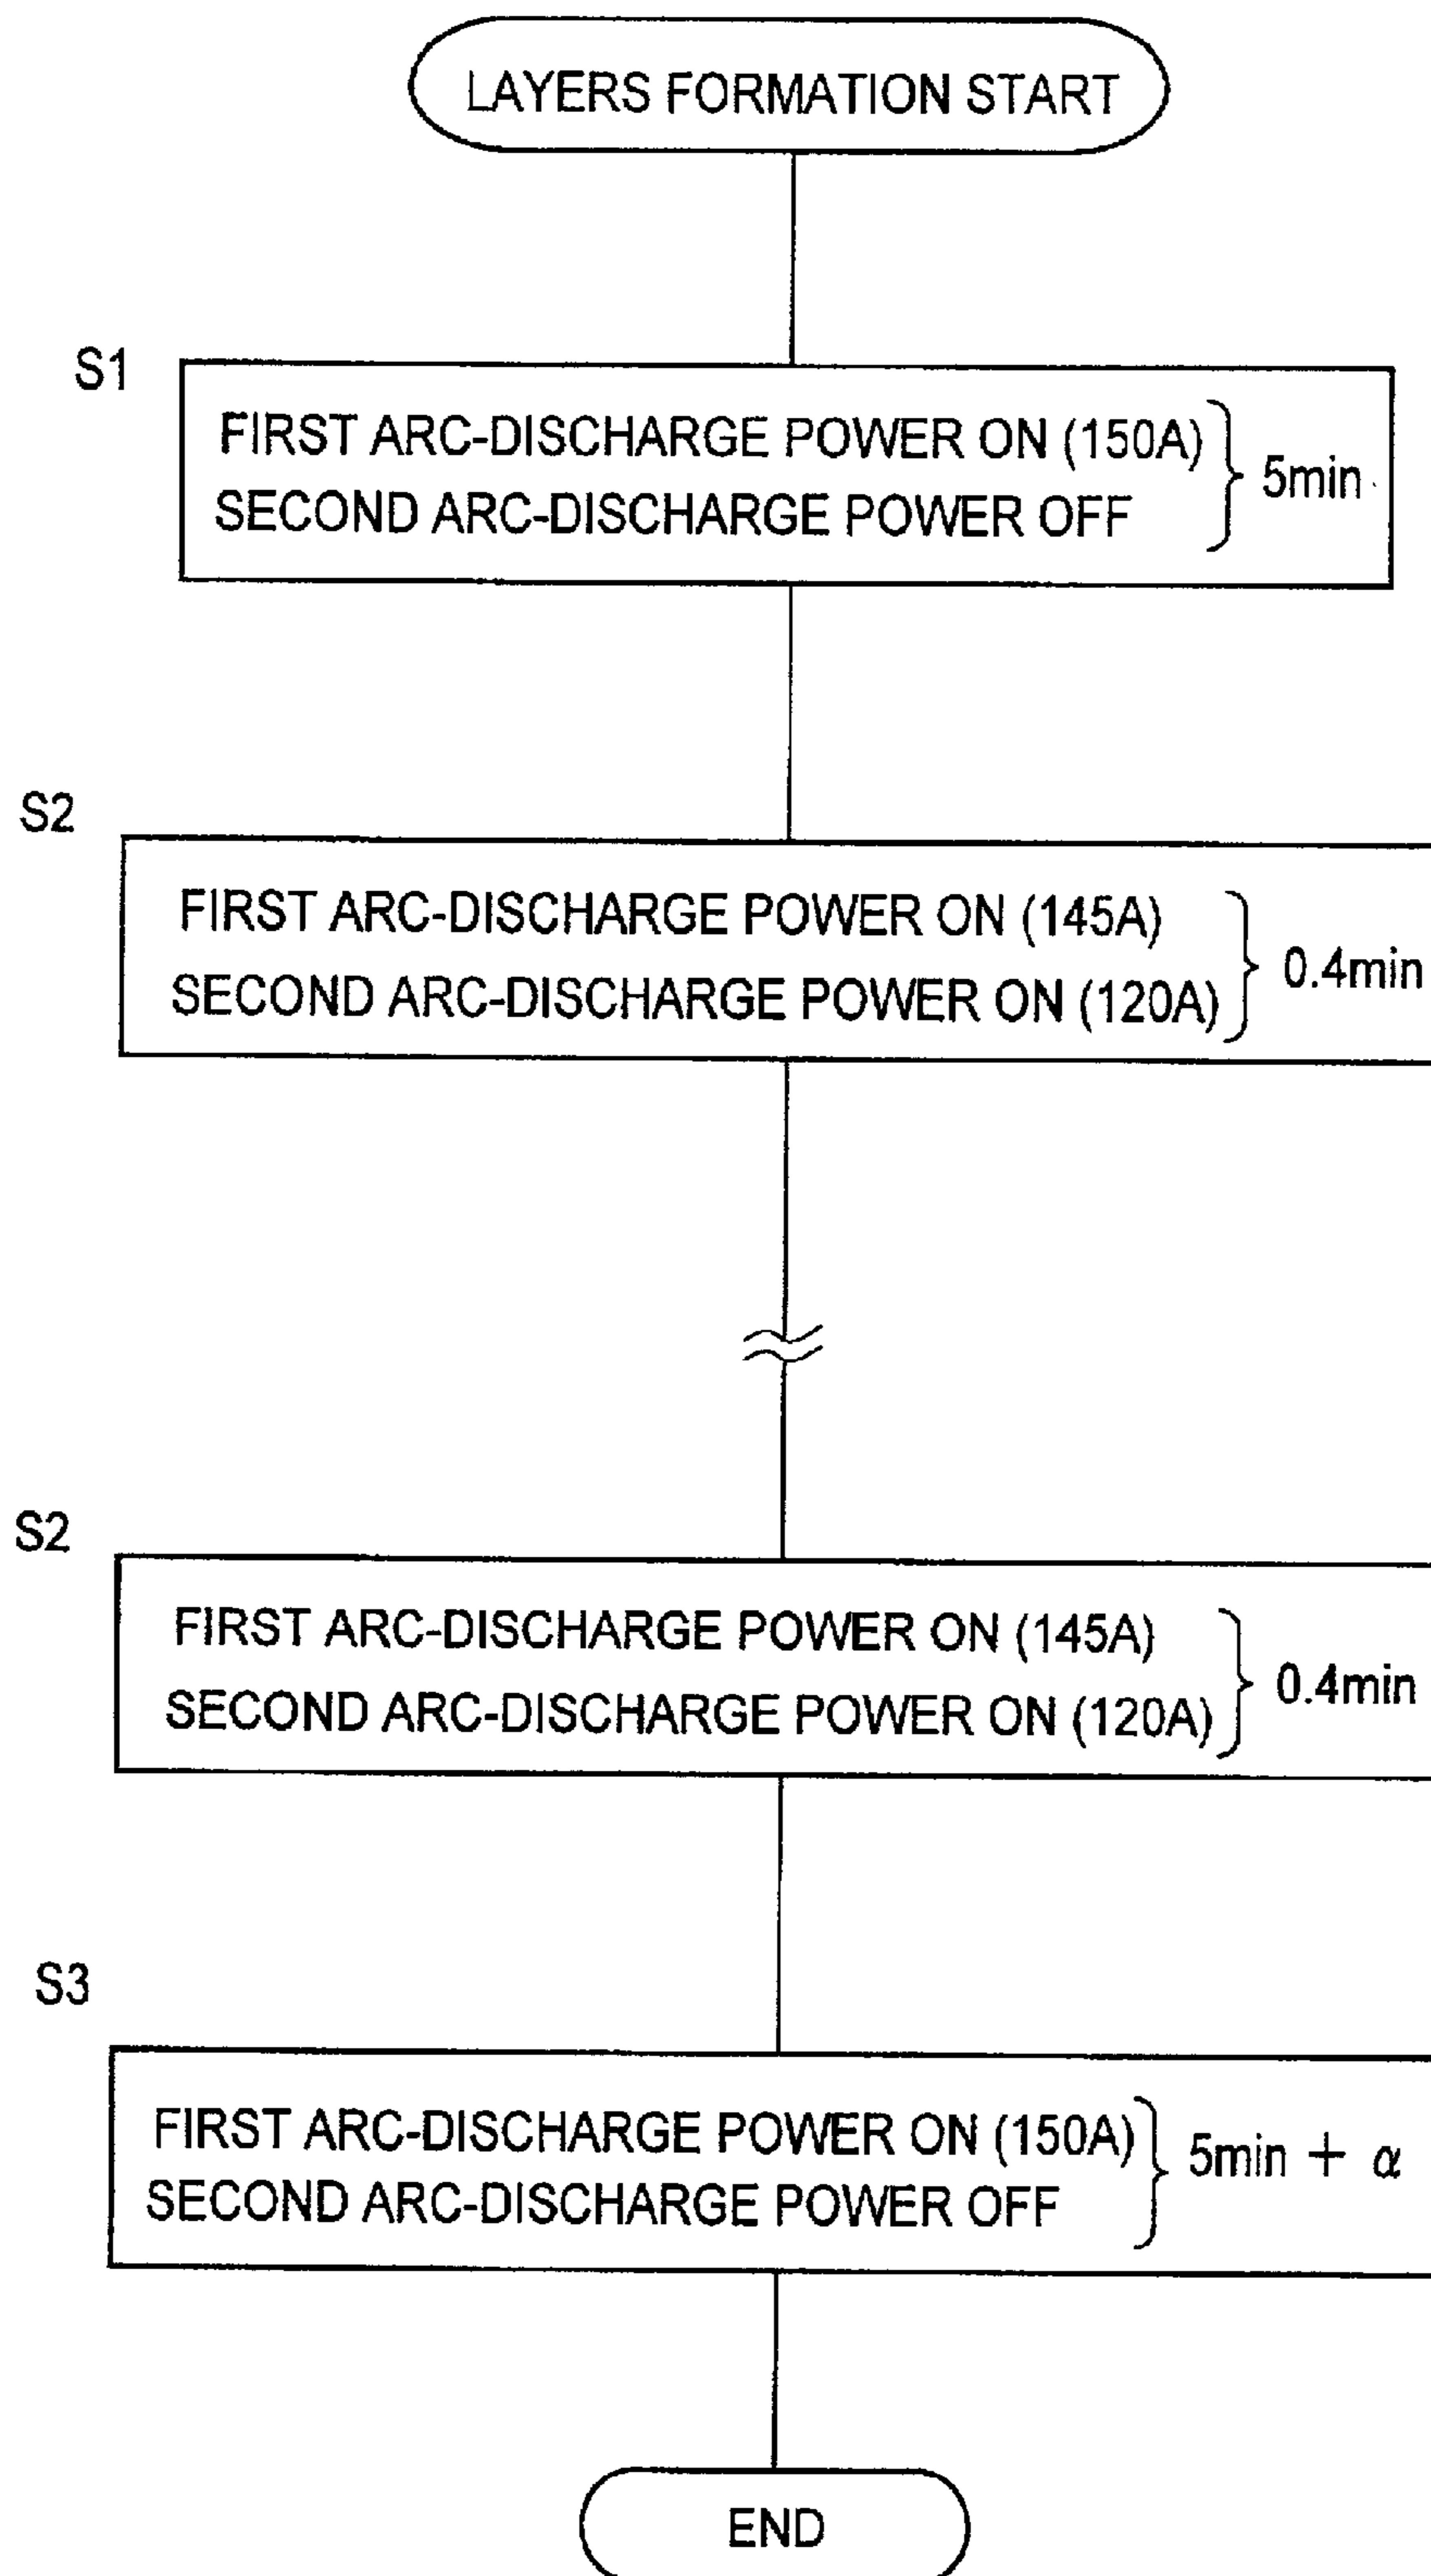 LAYERS FORMATION START
S1
FIRST ARC-DISCHARGE POWER ON (150A)
SECOND ARC-DISCHARGE POWER OFF
5min
S2
FIRST ARC-DISCHARGE POWER ON (145A)
SECOND ARC-DISCHARGE POWER ON (120A)
0.4min
S2
FIRST ARC-DISCHARGE POWER ON (145A)
SECOND ARC-DISCHARGE POWER ON (120A)
0.4min
S3
FIRST ARC-DISCHARGE POWER ON (150A)
SECOND ARC-DISCHARGE POWER OFF
5min + α
END